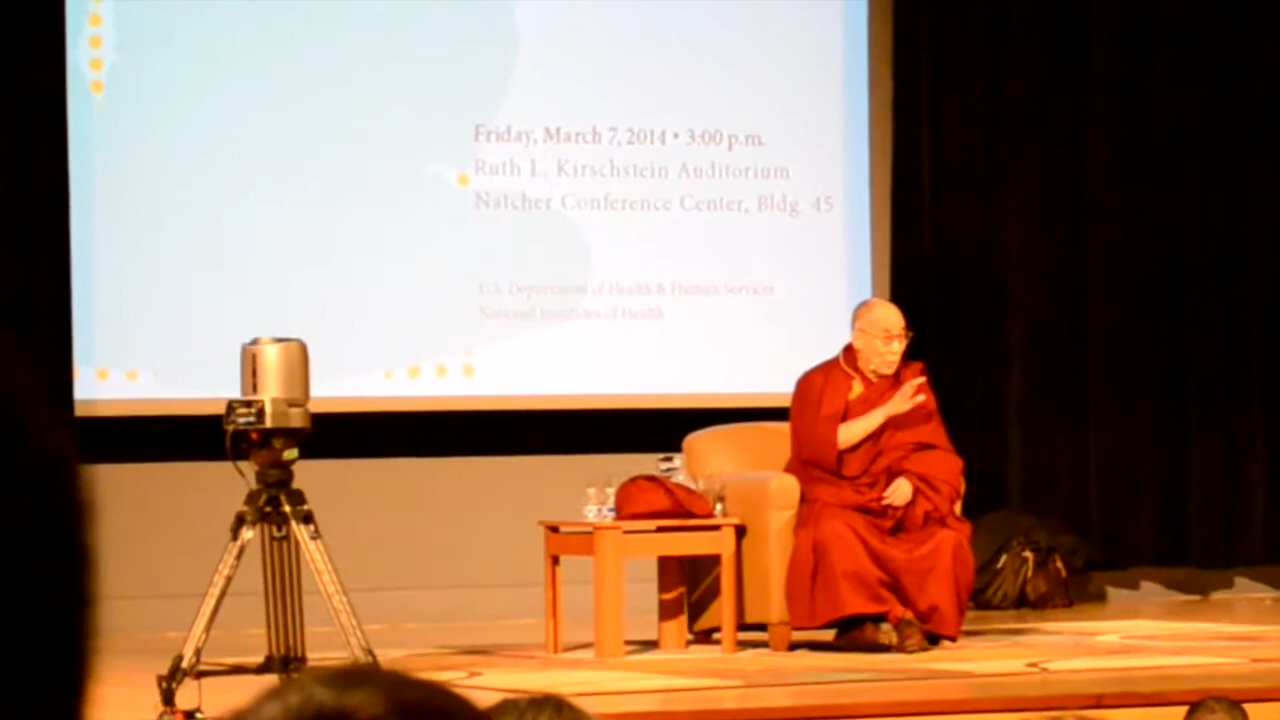 Friday, March 7, 2014 • 3:00 p.m.
Ruth L. Kirschstein Auditorium
Natcher Conference Center, Bldg. 45
U.S. Department of Health & Human Services
National Institutes of Health